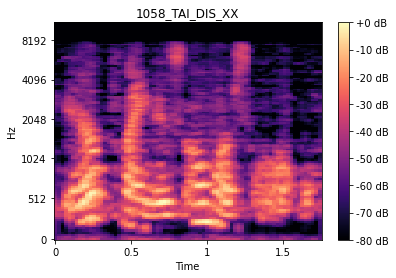 1058_TAI_DIS_XX
8192
4096
2048
1024
512
0
Hz
0
0.5
1
1.5
Time
+0 dB
-10 dB
-20 dB
-30 dB
-40 dB
-50 dB
-60 dB
-70 dB
-80 dB